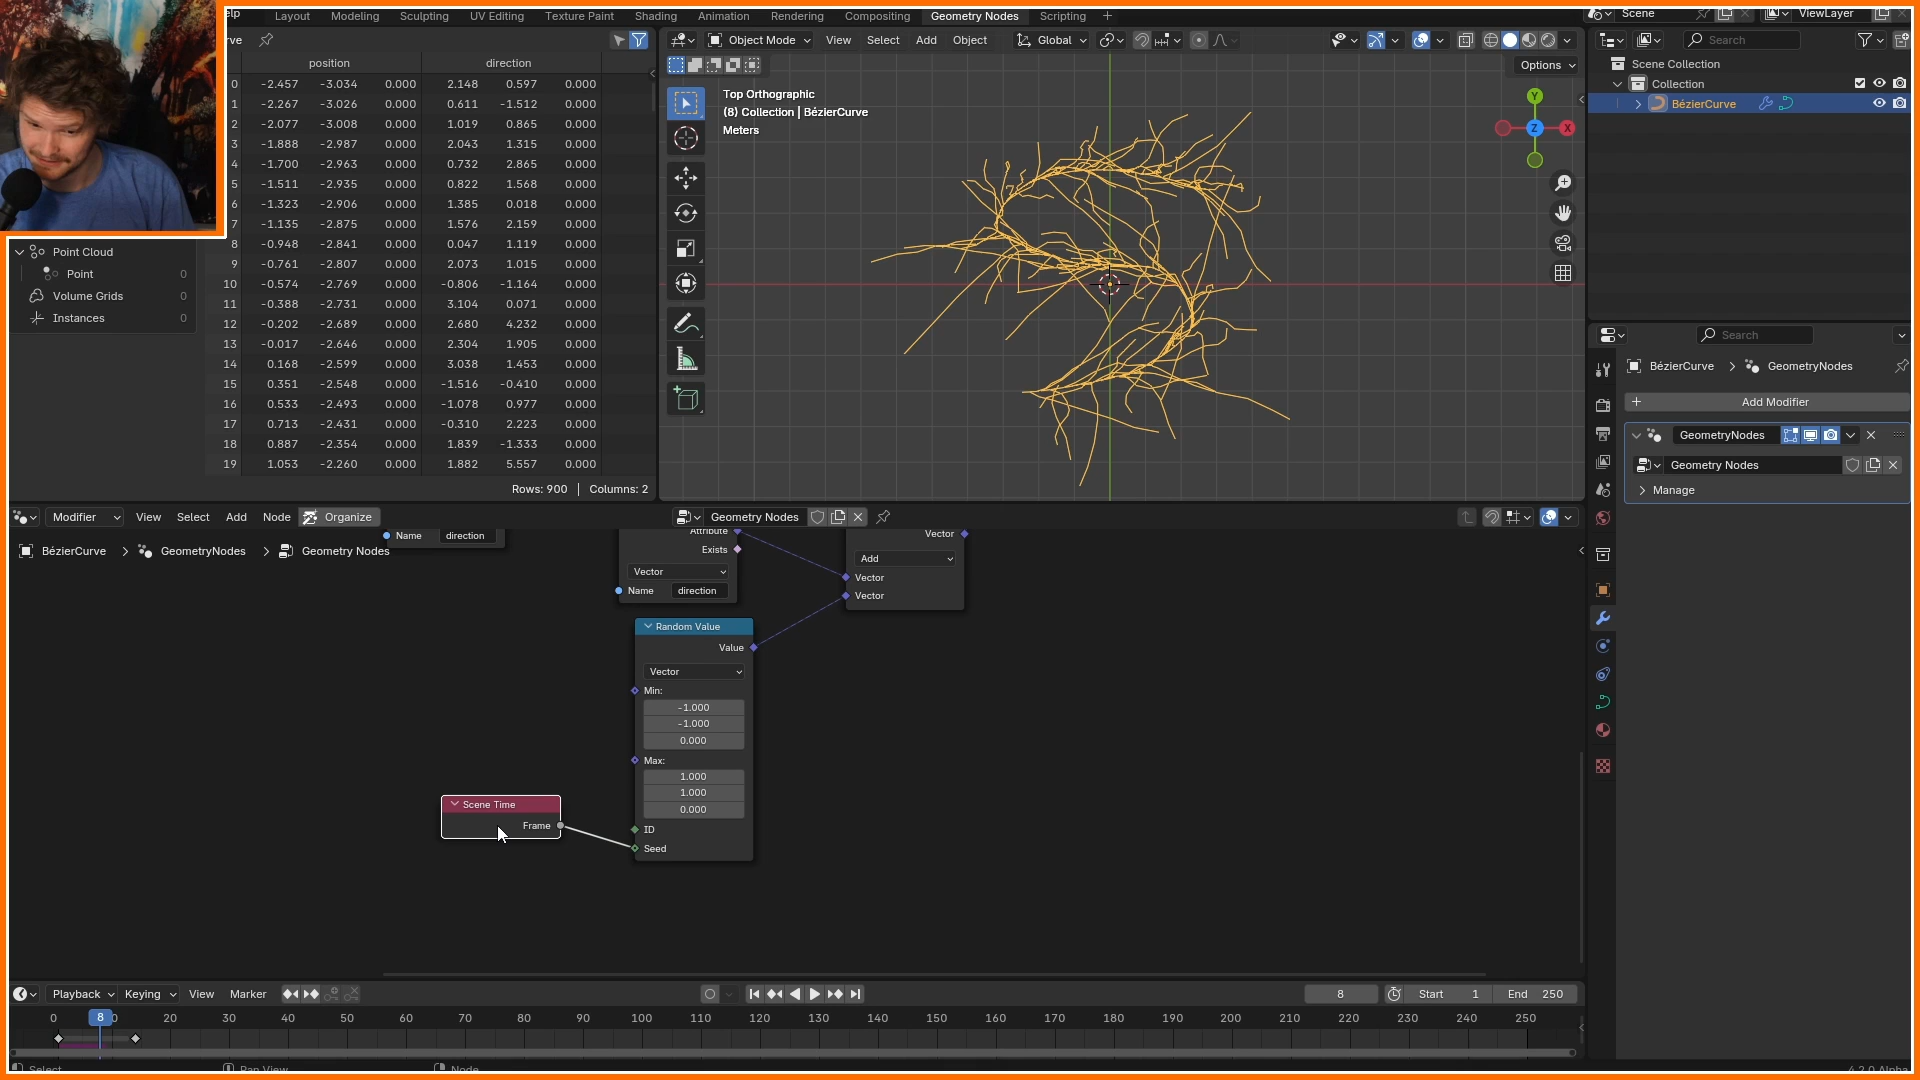 elp Layout Modeling Sculpting UV Editing Texture Paint Shading Animation Rendering Compositing Geometry Nodes Scripting +
Scene ViewLayer
rve
position direction
0 -2.457 -3.034 0.000 2.148 0.597 0.000
1 -2.267 -3.026 0.000 0.611 -1.512 0.000
2 -2.077 -3.008 0.000 1.019 0.865 0.000
3 -1.888 -2.987 0.000 2.043 1.315 0.000
4 -1.700 -2.963 0.000 0.732 2.865 0.000
5 -1.511 -2.935 0.000 0.822 1.568 0.000
6 -1.323 -2.906 0.000 1.385 0.018 0.000
7 -1.135 -2.875 0.000 1.576 2.159 0.000
8 -0.948 -2.841 0.000 0.047 1.119 0.000
9 -0.761 -2.807 0.000 2.073 1.015 0.000
10 -0.574 -2.769 0.000 -0.806 -1.164 0.000
11 -0.388 -2.731 0.000 3.104 0.071 0.000
12 -0.202 -2.689 0.000 2.680 4.232 0.000
13 -0.017 -2.646 0.000 2.304 1.905 0.000
14 0.168 -2.599 0.000 3.038 1.453 0.000
15 0.351 -2.548 0.000 -1.516 -0.410 0.000
16 0.533 -2.493 0.000 -1.078 0.977 0.000
17 0.713 -2.431 0.000 -0.310 2.223 0.000
18 0.887 -2.354 0.000 1.839 -1.333 0.000
19 1.053 -2.260 0.000 1.882 5.557 0.000
Rows: 900 | Columns: 2
Point Cloud
Point 0
Volume Grids 0
Instances 0
Object Mode View Select Add Object Global
Options
Top Orthographic
(8) Collection | BézierCurve
Meters
Y
Z
X
Search
Scene Collection
Collection
BézierCurve
Search
BézierCurve > GeometryNodes
+ Add Modifier
GeometryNodes
Geometry Nodes
Manage
Modifier View Select Add Node Organize Geometry Nodes
BézierCurve > GeometryNodes > Geometry Nodes
Name direction
Attribute
Exists
Vector
Name direction
Vector
Add
Vector
Vector
Random Value
Value
Vector
Min:
-1.000
-1.000
0.000
Max:
1.000
1.000
0.000
ID
Seed
Scene Time
Frame
Playback Keying View Marker 8 Start 1 End 250
0 8 0 20 30 40 50 60 70 80 90 100 110 120 130 140 150 160 170 180 190 200 210 220 230 240 250
Select Pan View Node 4.2.0 Alpha